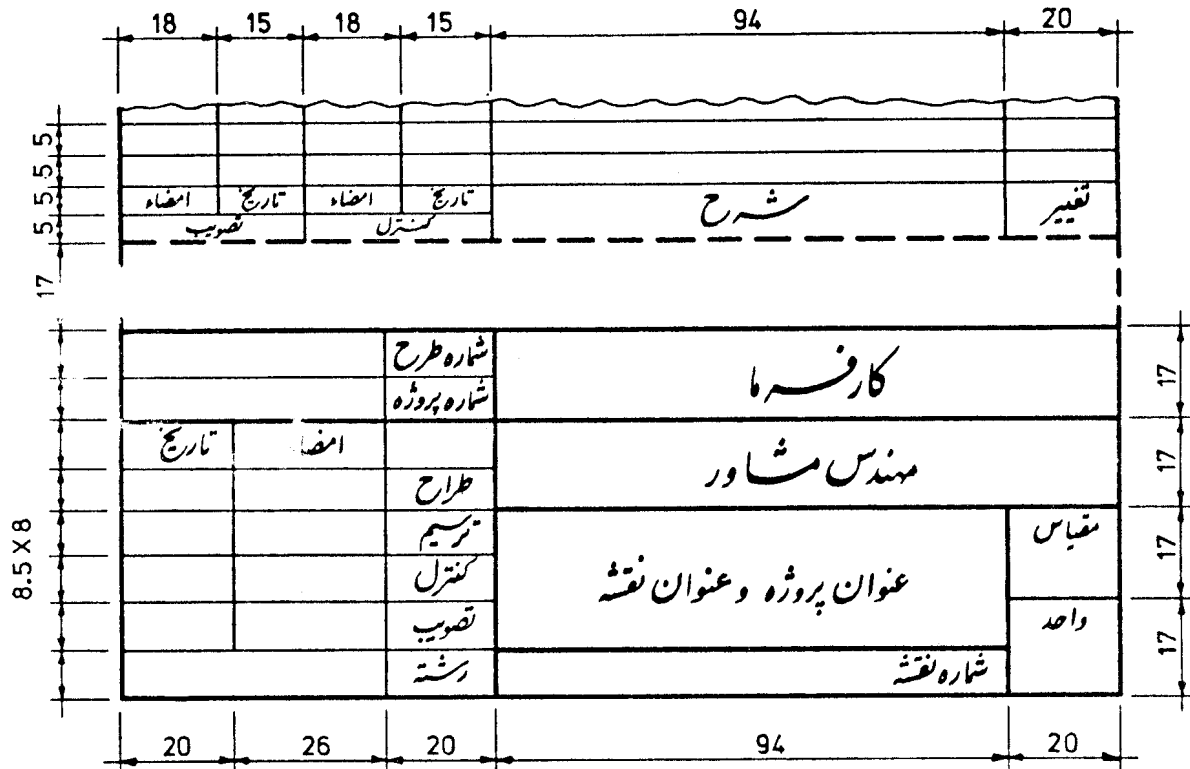 20 94 15 18 15 18
5
5
5
5
17
تغییر شرح تاریخ امضاء تاریخ امضاء
کنترل تصویب
کارفرما شماره طرح
شماره پروژه
مهندس مشاور امضا تاریخ
طراح
مقیاس ترسیم
عنوان پروژه و عنوان نقشه کنترل
واحد تصویب
شماره نقشه رشته
17
17
17
17
8.5 X 8
20 94 20 26 20